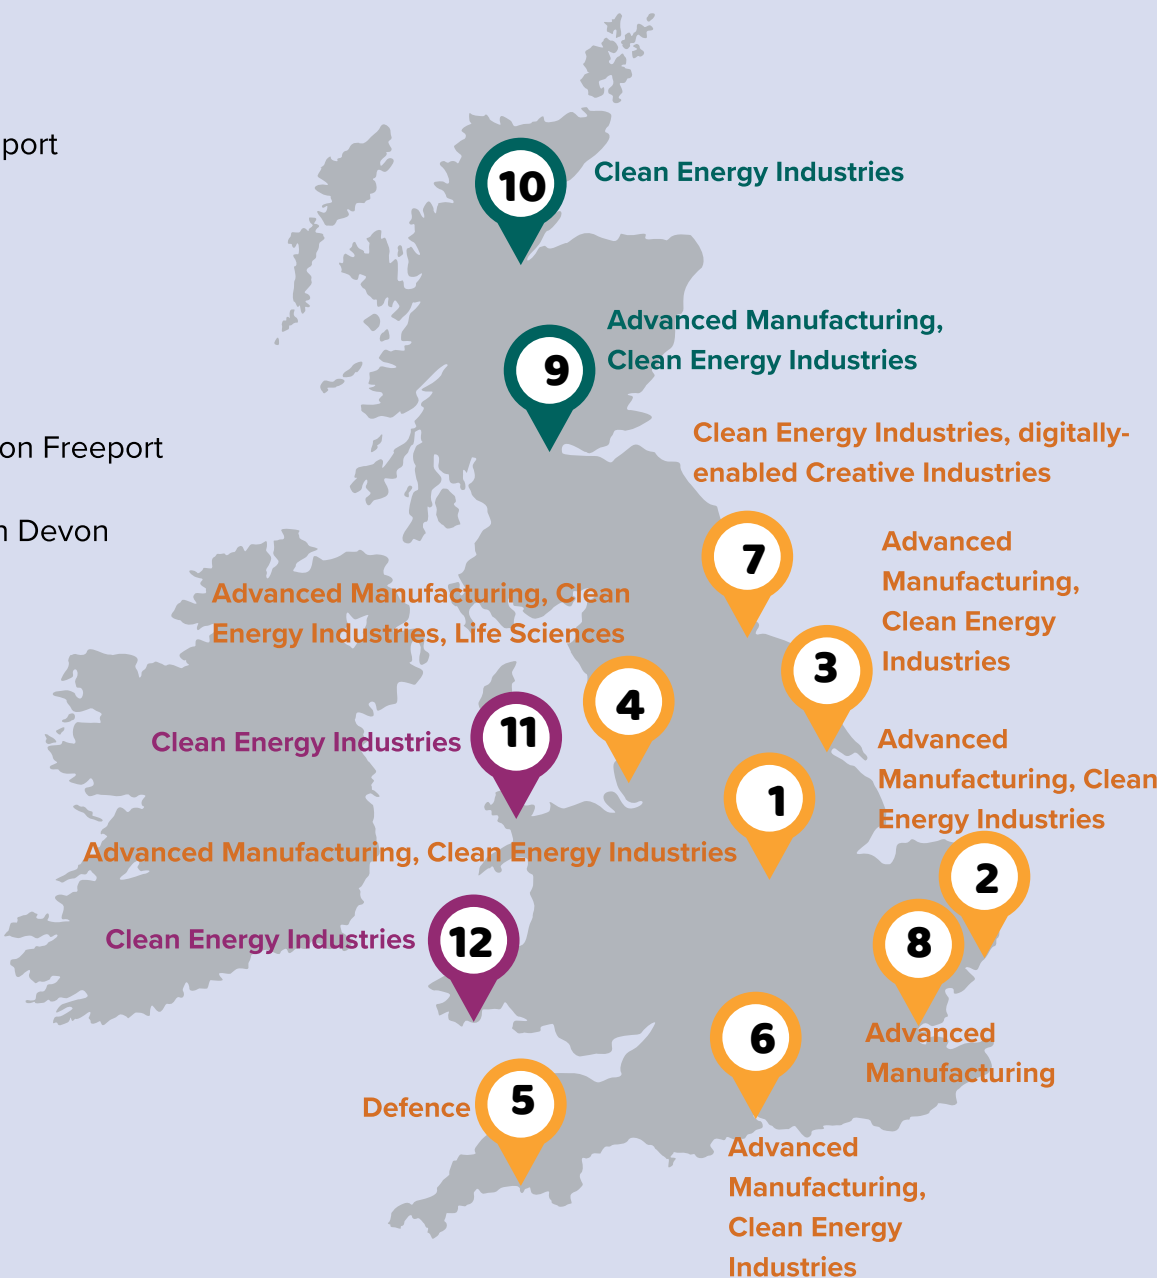 port
on Freeport
n Devon
10
Clean Energy Industries
9
Advanced Manufacturing,
Clean Energy Industries
Clean Energy Industries, digitally-
enabled Creative Industries
7
Advanced
Manufacturing,
Clean Energy
Industries
3
Advanced Manufacturing, Clean
Energy Industries, Life Sciences
4
11
Clean Energy Industries
Advanced
Manufacturing, Clean
Energy Industries
1
Advanced Manufacturing, Clean Energy Industries
2
12
Clean Energy Industries
8
Advanced
Manufacturing
6
5
Defence
Advanced
Manufacturing,
Clean Energy
Industries